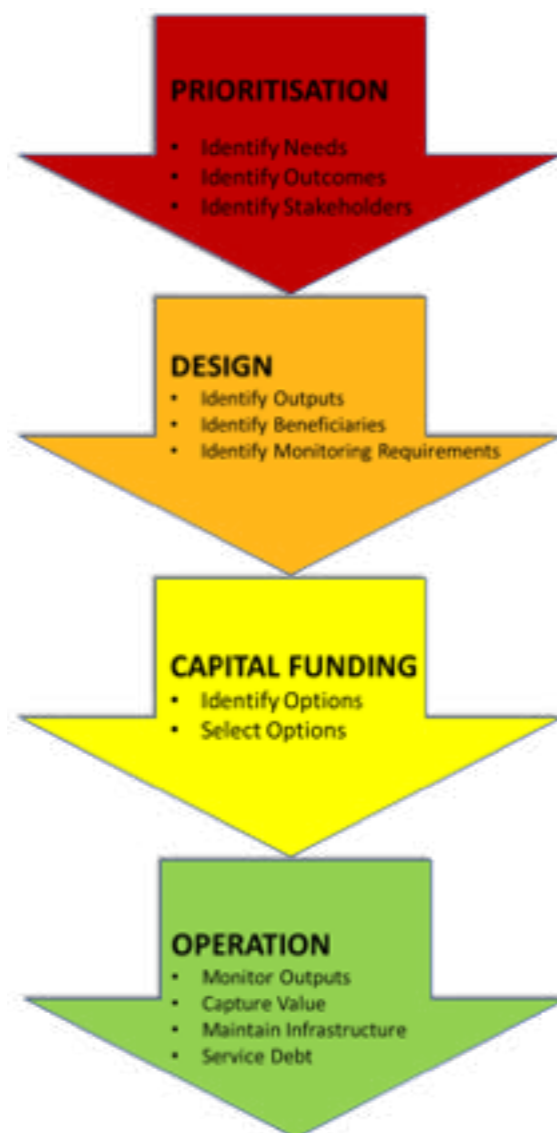 PRIORITISATION
• Identify Needs
• Identify Outcomes
• Identify Stakeholders
DESIGN
• Identify Outputs
• Identify Beneficiaries
• Identify Monitoring Requirements
CAPITAL FUNDING
• Identify Options
• Select Options
OPERATION
• Monitor Outputs
• Capture Value
• Maintain Infrastructure
• Service Debt